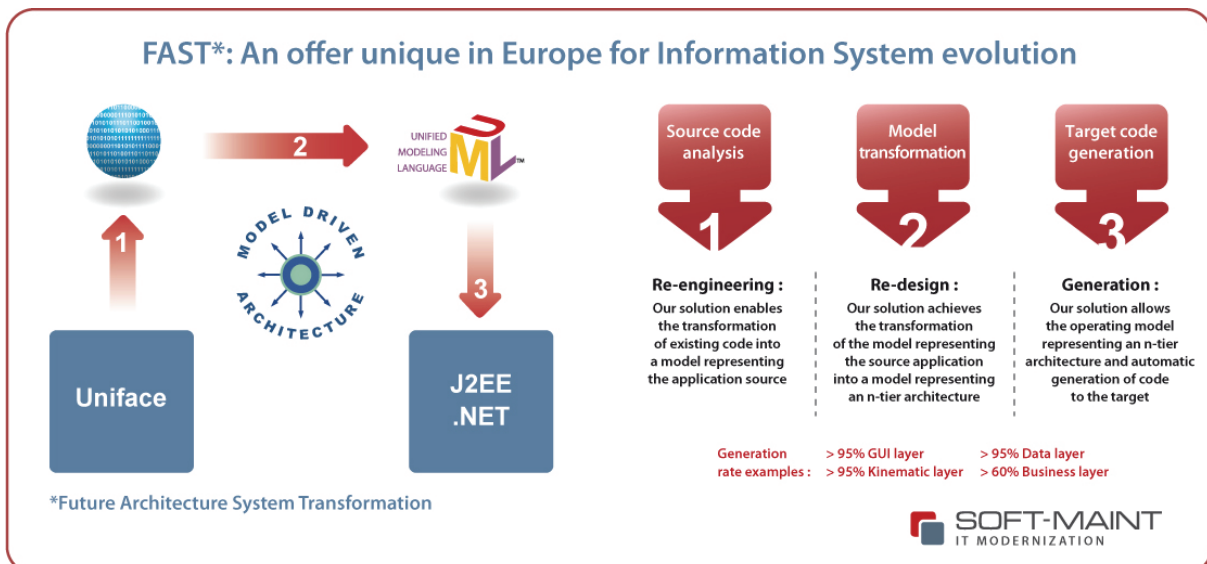 FAST*: An offer unique in Europe for Information System evolution
2
UNIFIED
MODELING
LANGUAGE
UML™
1
MODEL DRIVEN
ARCHITECTURE
3
Uniface
J2EE
.NET
*Future Architecture System Transformation
Source code
analysis
1
Model
transformation
2
Target code
generation
3
Re-engineering :
Our solution enables
the transformation
of existing code into
a model representing
the application source
Re-design :
Our solution achieves
the transformation
of the model representing
the source application
into a model representing
an n-tier architecture
Generation :
Our solution allows
the operating model
representing an n-tier
architecture and automatic
generation of code
to the target
Generation > 95% GUI layer > 95% Data layer
rate examples : > 95% Kinematic layer > 60% Business layer
SOFT-MAINT
IT MODERNIZATION